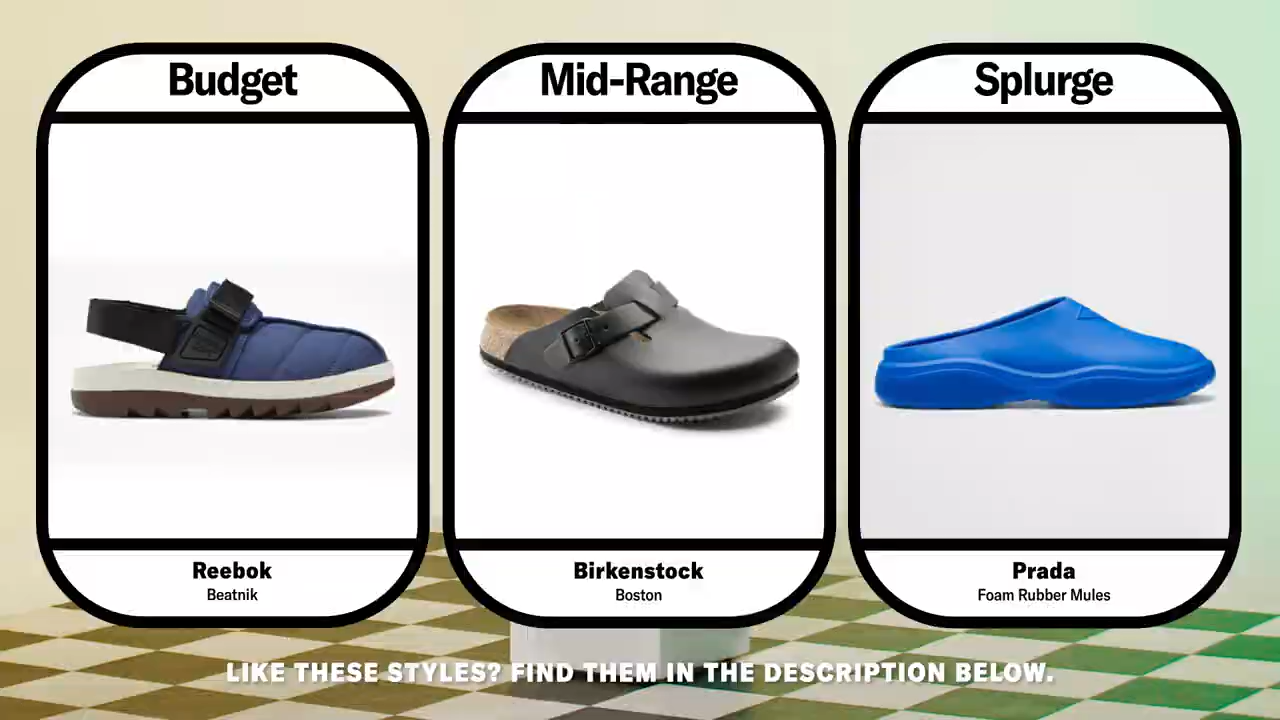 Budget
Mid-Range
Splurge
Reebok
Beatnik
Birkenstock
Boston
Prada
Foam Rubber Mules
LIKE THESE STYLES? FIND THEM IN THE DESCRIPTION BELOW.